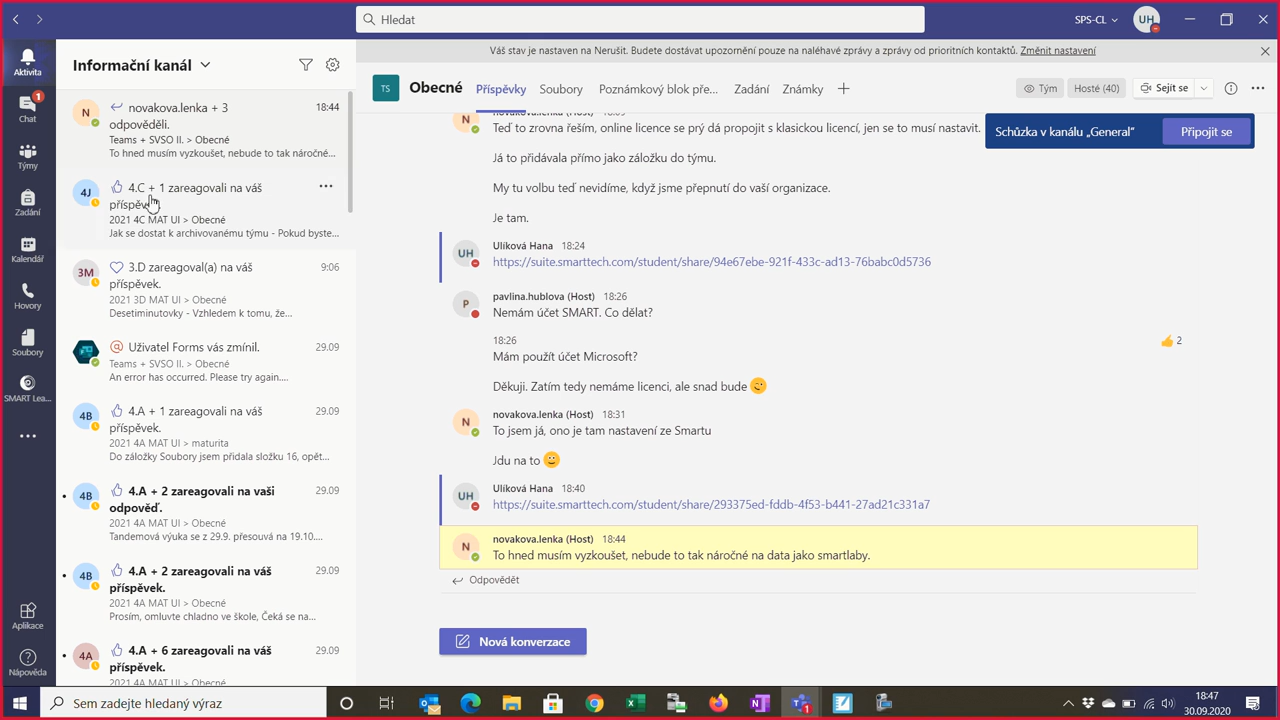 Hledat
SPS-CL
UH
Aktivita
Chat
1
Týmy
Zadání
Kalendář
Hovory
Soubory
SMART Lea...
Aplikace
Nápověda
Informační kanál
N
novakova.lenka + 3
18:44
odpověděli.
Teams + SVSO II. > Obecné
To hned musím vyzkoušet, nebude to tak náročné...
4J
4.C + 1 zareagovali na váš
příspěvek.
2021 4C MAT UI > Obecné
Jak se dostat k archivovanému týmu - Pokud byste...
3M
3.D zareagoval(a) na váš
9:06
příspěvek.
2021 3D MAT UI > Obecné
Desetiminutovky - Vzhledem k tomu, že...
Uživatel Forms vás zmínil.
29.09
Teams + SVSO II. > Obecné
An error has occurred. Please try again....
4B
4.A + 1 zareagovali na váš
29.09
příspěvek.
2021 4A MAT UI > maturita
Do záložky Soubory jsem přidala složku 16, opět...
4B
4.A + 2 zareagovali na vaši
29.09
odpověď.
2021 4A MAT UI > Obecné
Tandemová výuka se z 29.9. přesouvá na 19.10....
4B
4.A + 2 zareagovali na váš
29.09
příspěvek.
2021 4A MAT UI > Obecné
Prosím, omluvte chladno ve škole, Čeká se na...
4A
4.A + 6 zareagovali na váš
29.09
příspěvek.
2021 4A MAT UI > Obecné
Váš stav je nastaven na Nerušit. Budete dostávat upozornění pouze na naléhavé zprávy a zprávy od prioritních kontaktů. Změnit nastavení
TS
Obecné
Příspěvky
Soubory
Poznámkový blok pře...
Zadání
Známky
Tým
Hosté (40)
Sejít se
Schůzka v kanálu „General“
Připojit se
N
novakova.lenka (Host) 18:09
Teď to zrovna řeším, online licence se prý dá propojit s klasickou licencí, jen se to musí nastavit.
Já to přidávala přímo jako záložku do týmu.
My tu volbu teď nevidíme, když jsme přepnutí do vaší organizace.
Je tam.
UH
Ulíková Hana 18:24
https://suite.smarttech.com/student/share/94e67ebe-921f-433c-ad13-76babc0d5736
P
pavlina.hublova (Host) 18:26
Nemám účet SMART. Co dělat?
18:26
2
Mám použít účet Microsoft?
Děkuji. Zatím tedy nemáme licenci, ale snad bude
N
novakova.lenka (Host) 18:31
To jsem já, ono je tam nastavení ze Smartu
Jdu na to
UH
Ulíková Hana 18:40
https://suite.smarttech.com/student/share/293375ed-fddb-4f53-b441-27ad21c331a7
N
novakova.lenka (Host) 18:44
To hned musím vyzkoušet, nebude to tak náročné na data jako smartlaby.
Odpovědět
Nová konverzace
Sem zadejte hledaný výraz
18:47
30.09.2020